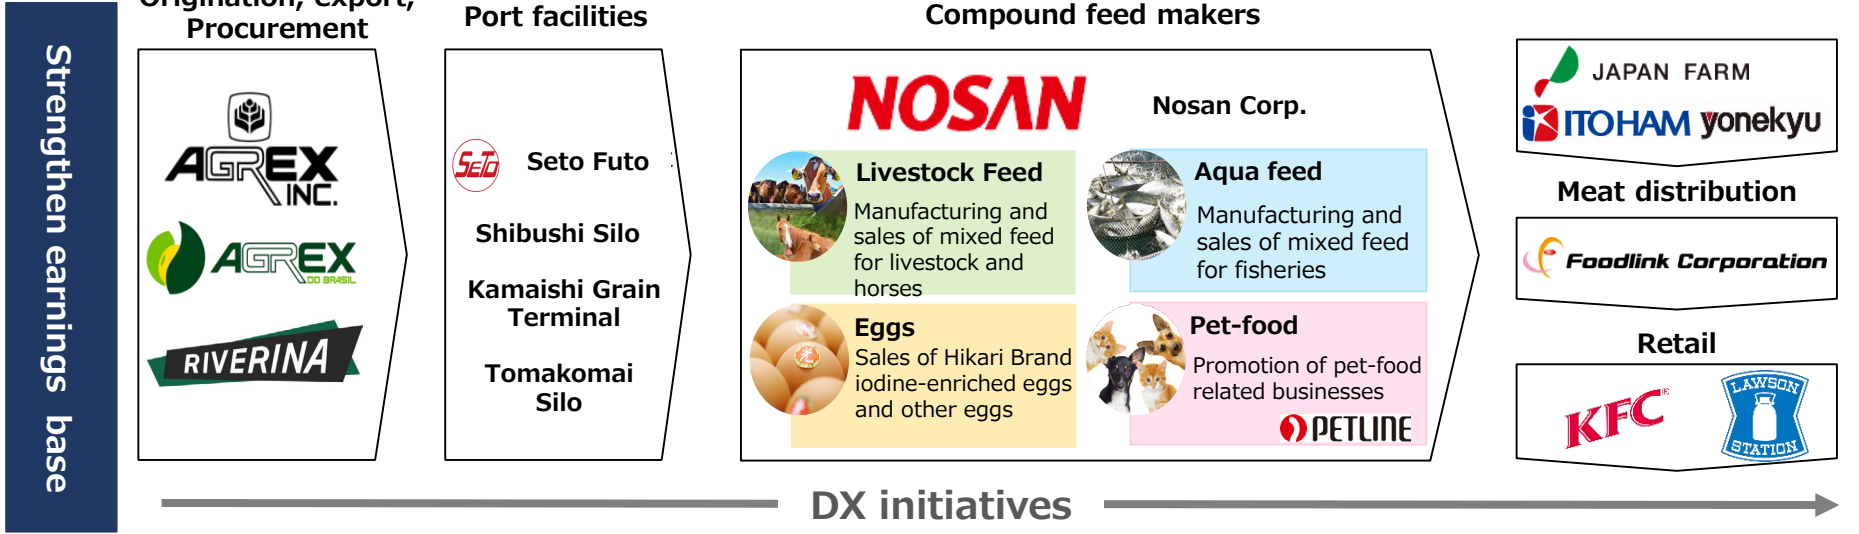 Strengthen earnings base
Origination, export,
Procurement
AGREX
INC.
AGREX
DO BRASIL
RIVERINA
Port facilities
SETO
Seto Futo
Shibushi Silo
Kamaishi Grain
Terminal
Tomakomai
Silo
Compound feed makers
NOSAN
Nosan Corp.
Livestock Feed
Manufacturing and
sales of mixed feed
for livestock and
horses
Aqua feed
Manufacturing and
sales of mixed feed
for fisheries
Eggs
Sales of Hikari Brand
iodine-enriched eggs
and other eggs
光
Pet-food
Promotion of pet-food
related businesses
PETLINE
JAPAN FARM
ITOHAM yonekyu
Meat distribution
Foodlink Corporation
Retail
KFC®
LAWSON
STATION
DX initiatives